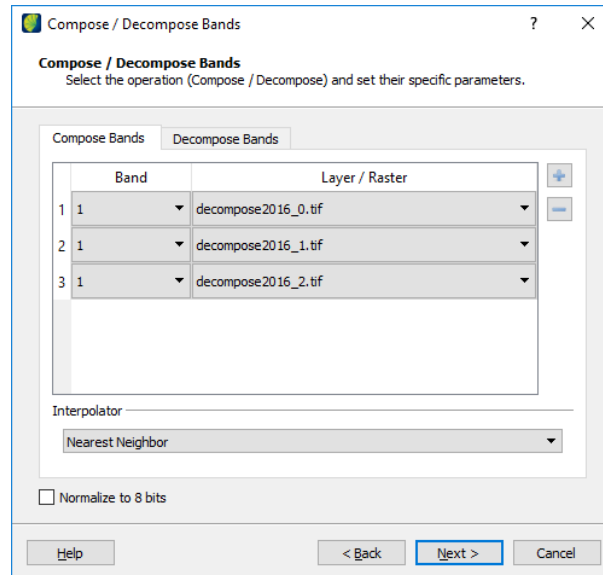 Compose / Decompose Bands ?
Compose / Decompose Bands
Select the operation (Compose / Decompose) and set their specific parameters.
Compose Bands Decompose Bands
Band Layer / Raster
1 1 decompose2016_0.tif
2 1 decompose2016_1.tif
3 1 decompose2016_2.tif
Interpolator
Nearest Neighbor
Normalize to 8 bits
Help < Back Next > Cancel